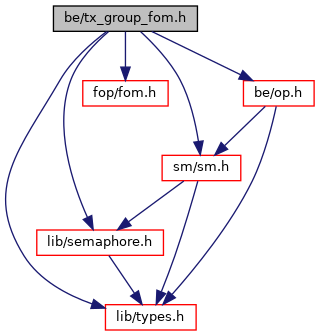 be/tx_group_fom.h
fop/fom.h
be/op.h
sm/sm.h
lib/semaphore.h
lib/types.h